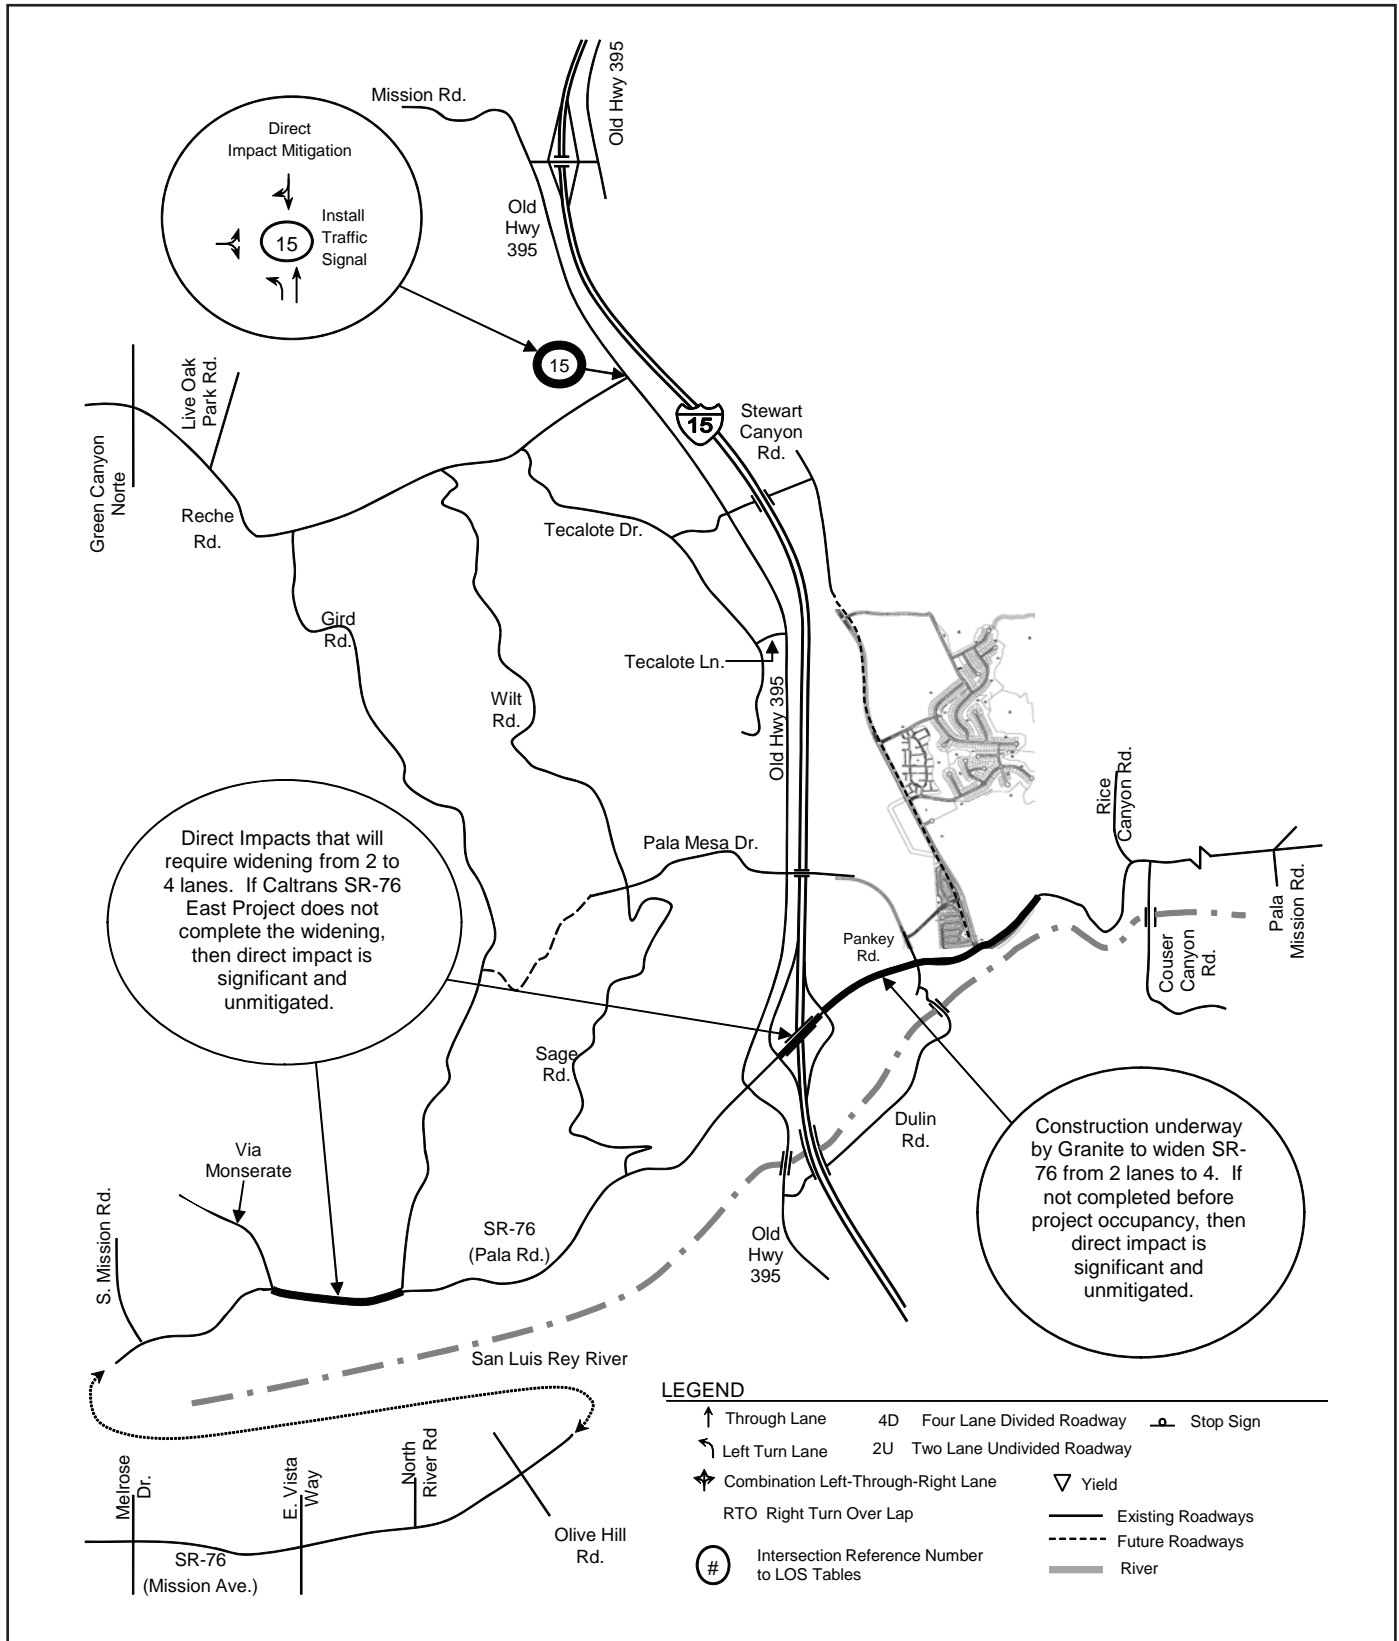 Mission Rd.
Old Hwy 395
Direct
Impact Mitigation
Install
Traffic
Signal
15
Old
Hwy
395
15
Live Oak
Park Rd.
Green Canyon
Norte
Reche
Rd.
15
Stewart
Canyon
Rd.
Tecalote Dr.
Gird
Rd.
Tecalote Ln.
Wilt
Rd.
Old Hwy 395
Rice
Canyon Rd.
Direct Impacts that will
require widening from 2 to
4 lanes. If Caltrans SR-76
East Project does not
complete the widening,
then direct impact is
significant and
unmitigated.
Pala Mesa Dr.
Pankey
Rd.
Couser
Canyon
Rd.
Pala
Mission Rd.
Sage
Rd.
Dulin
Rd.
Construction underway
by Granite to widen SR-
76 from 2 lanes to 4. If
not completed before
project occupancy, then
direct impact is
significant and
unmitigated.
Via
Monserate
S. Mission Rd.
SR-76
(Pala Rd.)
Old
Hwy
395
San Luis Rey River
Melrose
Dr.
E. Vista
Way
North
River Rd
Olive Hill
Rd.
SR-76
(Mission Ave.)
LEGEND
Through Lane
4D Four Lane Divided Roadway
Stop Sign
Left Turn Lane
2U Two Lane Undivided Roadway
Combination Left-Through-Right Lane
Yield
RTO Right Turn Over Lap
Existing Roadways
Future Roadways
# Intersection Reference Number
to LOS Tables
River